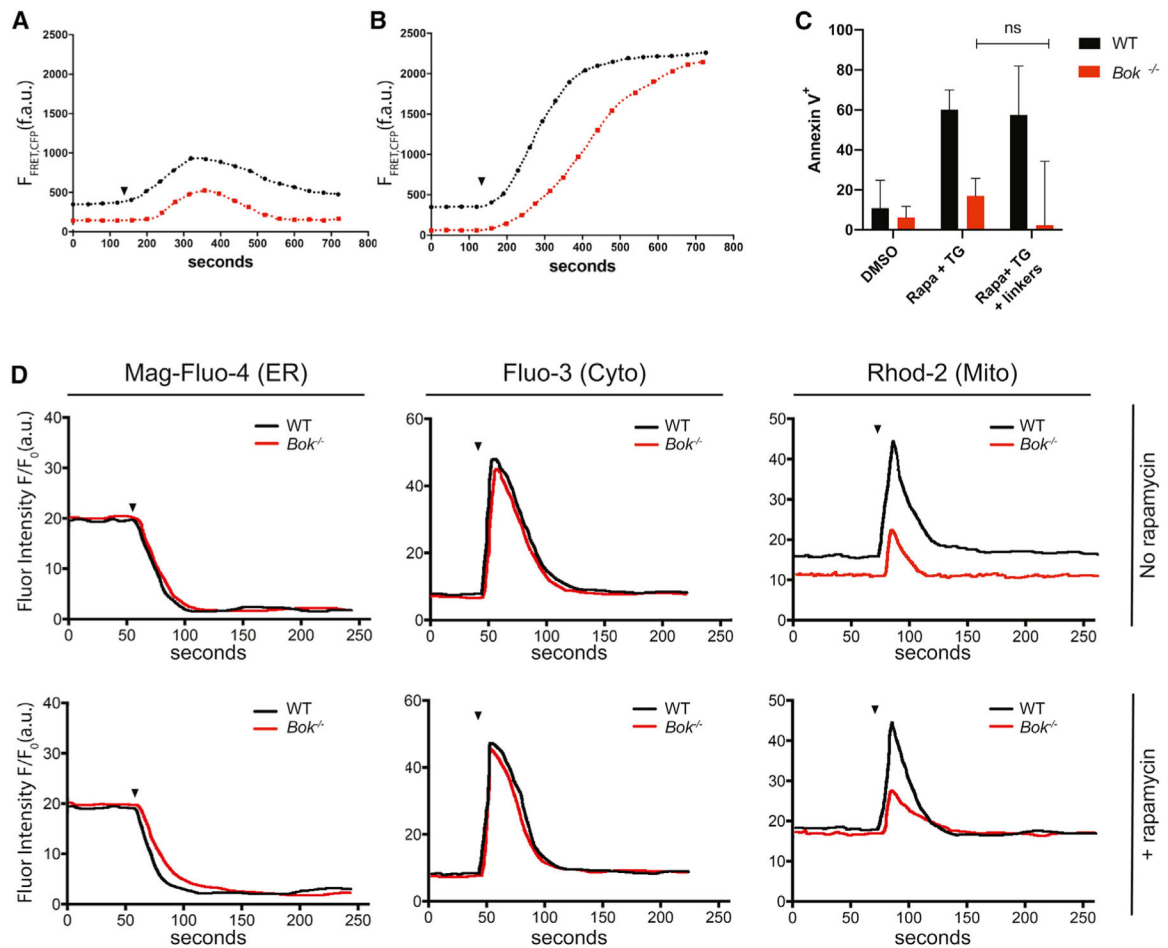 A
F FRET,CFP (f.a.u.)
2500
2000
1500
1000
500
0
0 100 200 300 400 500 600 700 800
seconds
B
F FRET,CFP (f.a.u.)
2500
2000
1500
1000
500
0
0 100 200 300 400 500 600 700 800
seconds
C
ns
WT
Bok -/-
Annexin V+
100
80
60
40
20
0
DMSO
Rapa + TG
Rapa+ TG
+ linkers
D
Mag-Fluo-4 (ER)
Fluo-3 (Cyto)
Rhod-2 (Mito)
Fluor Intensity F/F0(a.u.)
40
30
20
10
0
WT
Bok-/-
0 50 100 150 200 250
seconds
60
40
20
0
WT
Bok-/-
0 50 100 150 200 250
seconds
50
40
30
20
10
0
WT
Bok-/-
0 50 100 150 200 250
seconds
No rapamycin
Fluor Intensity F/F0(a.u.)
40
30
20
10
0
WT
Bok-/-
0 50 100 150 200 250
seconds
60
40
20
0
WT
Bok-/-
0 50 100 150 200 250
seconds
50
40
30
20
10
0
WT
Bok-/-
0 50 100 150 200 250
seconds
+ rapamycin